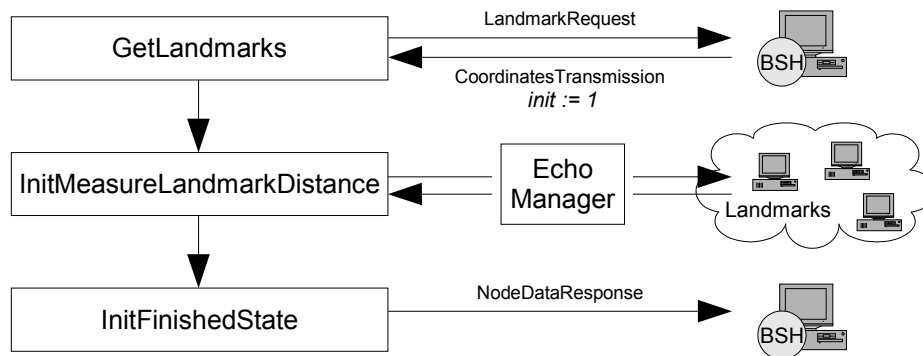 LandmarkRequest
GetLandmarks
BSH
CoordinatesTransmission
init := 1
Echo
InitMeasureLandmarkDistance
Manager
Landmarks
NodeDataResponse
InitFinishedState
BSH